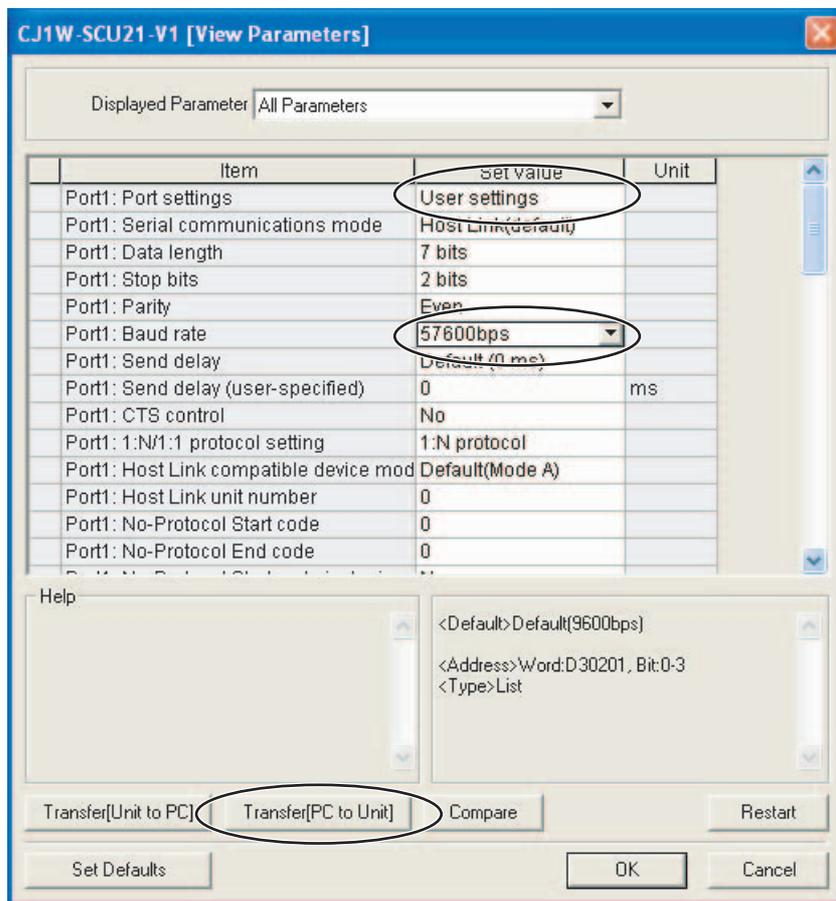 CJ1W-SCU21-V1 [View Parameters]
Displayed Parameter All Parameters
Item Set Value Unit
Port1: Port settings User settings
Port1: Serial communications mode Host Link(default)
Port1: Data length 7 bits
Port1: Stop bits 2 bits
Port1: Parity Even
Port1: Baud rate 57600bps
Port1: Send delay Default (0 ms)
Port1: Send delay (user-specified) 0 ms
Port1: CTS control No
Port1: 1:N/1:1 protocol setting 1:N protocol
Port1: Host Link compatible device mod Default(Mode A)
Port1: Host Link unit number 0
Port1: No-Protocol Start code 0
Port1: No-Protocol End code 0
Help
<Default>Default(9600bps)
<Address>Word:D30201, Bit:0-3
<Type>List
Transfer[Unit to PC] Transfer[PC to Unit] Compare Restart
Set Defaults OK Cancel